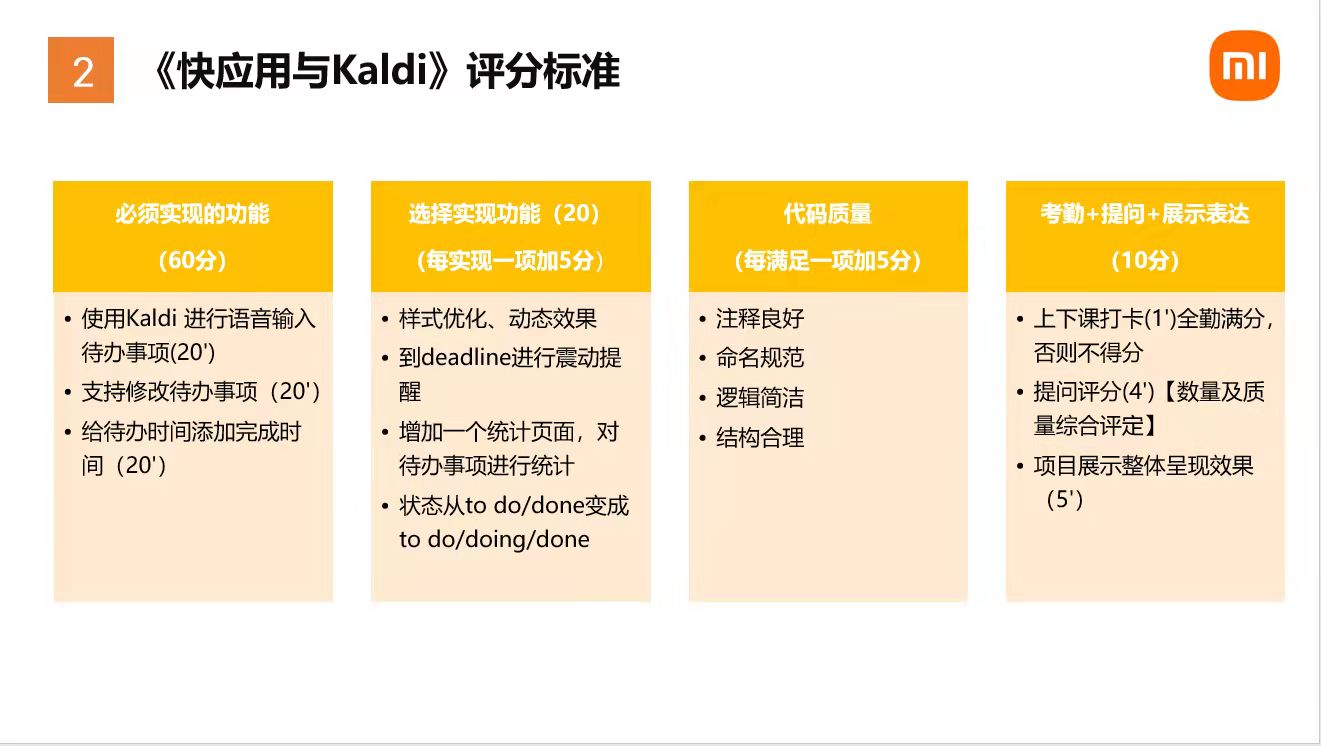 2
《快应用与Kaldi》评分标准
mi
必须实现的功能
（60分）
• 使用Kaldi 进行语音输入
待办事项(20')
• 支持修改待办事项（20'）
• 给待办时间添加完成时
间（20'）
选择实现功能（20）
（每实现一项加5分）
• 样式优化、动态效果
• 到deadline进行震动提
醒
• 增加一个统计页面，对
待办事项进行统计
• 状态从to do/done变成
to do/doing/done
代码质量
（每满足一项加5分）
• 注释良好
• 命名规范
• 逻辑简洁
• 结构合理
考勤+提问+展示表达
（10分）
• 上下课打卡(1')全勤满分，
否则不得分
• 提问评分(4')【数量及质
量综合评定】
• 项目展示整体呈现效果
（5'）